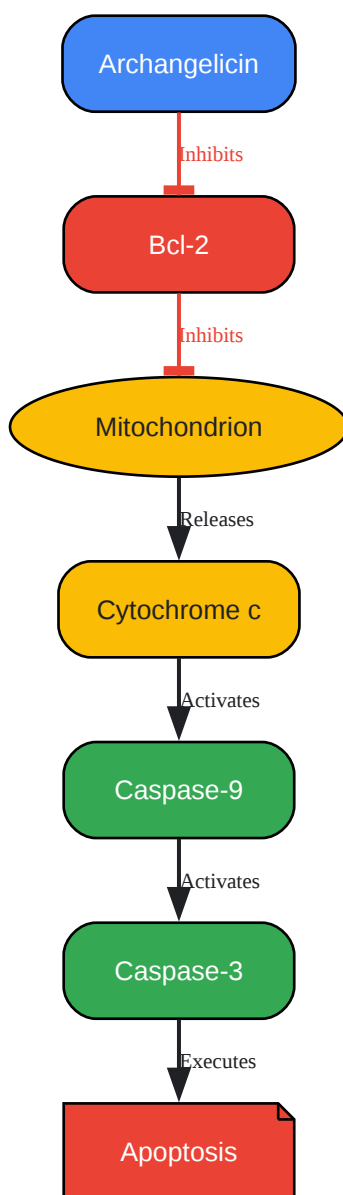 Archangelicin
Inhibits
Bcl-2
Inhibits
Mitochondrion
Releases
Cytochrome c
Activates
Caspase-9
Activates
Caspase-3
Executes
Apoptosis